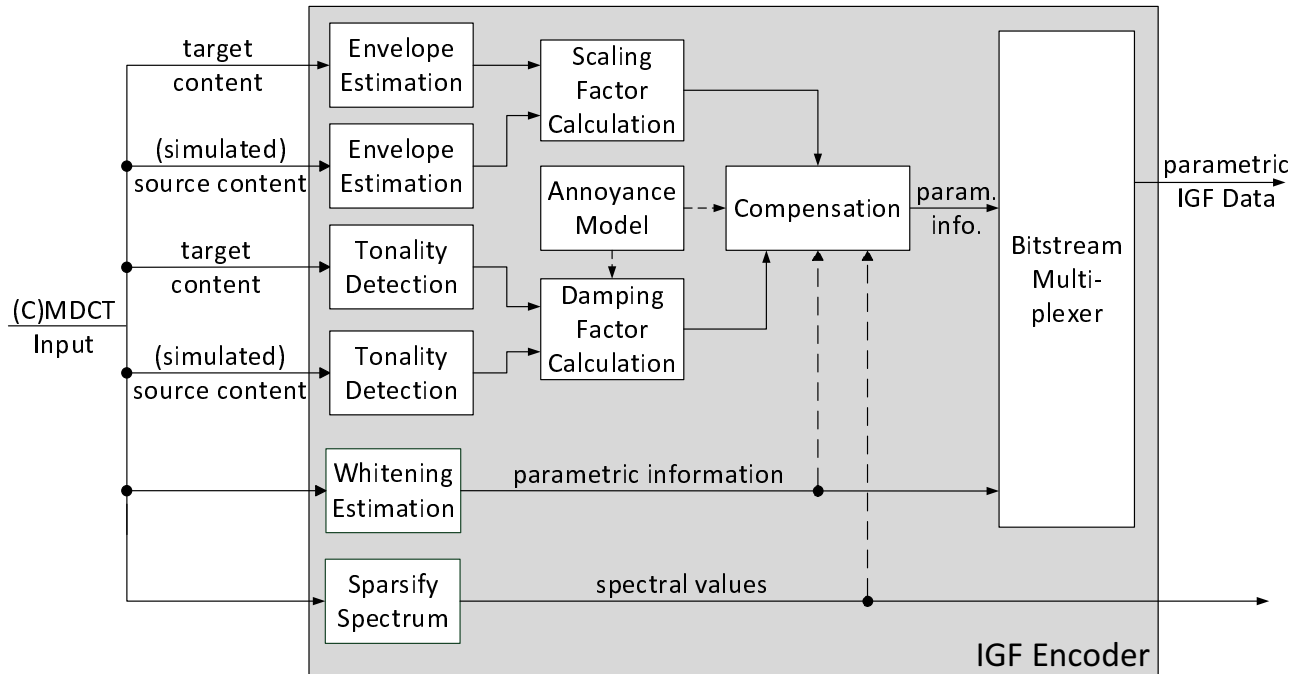 (C)MDCT
Input
target
content
(simulated)
source content
target
content
(simulated)
source content
Envelope
Estimation
Envelope
Estimation
Tonality
Detection
Tonality
Detection
Whitening
Estimation
Sparsify
Spectrum
Scaling
Factor
Calculation
Annoyance
Model
Damping
Factor
Calculation
Compensation
parametric information
spectral values
param.
info.
Bitstream
Multi-
plexer
parametric
IGF Data
IGF Encoder